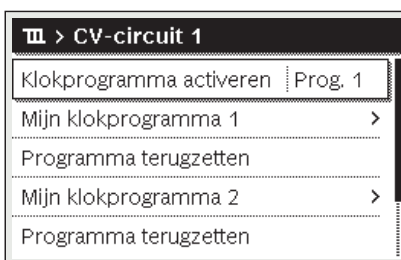 > CV-circuit 1
Klokprogramma activeren Prog. 1
Mijn klokprogramma 1 >
Programma terugzetten
Mijn klokprogramma 2 >
Programma terugzetten